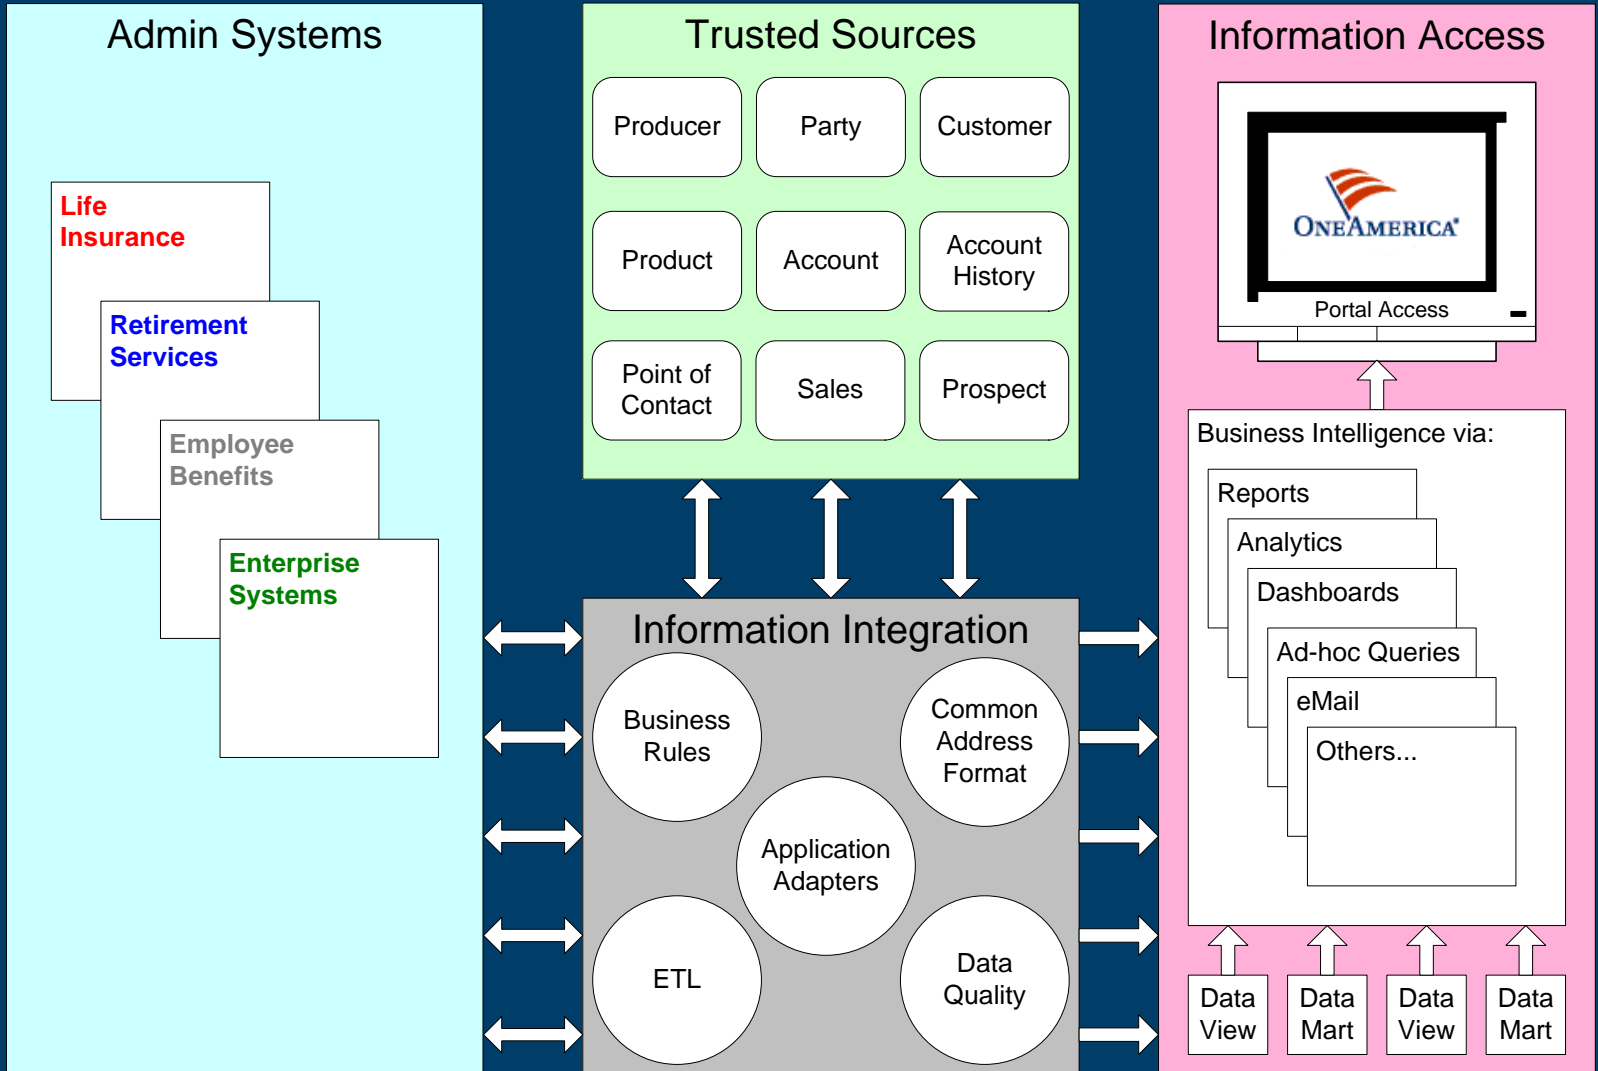 Admin Systems
Life
Insurance
Retirement
Services
Employee
Benefits
Enterprise
Systems
Trusted Sources
Producer
Party
Customer
Product
Account
Account
History
Point of
Contact
Sales
Prospect
Information Integration
Business
Rules
Common
Address
Format
Application
Adapters
ETL
Data
Quality
Information Access
ONEAMERICA®
Portal Access
Business Intelligence via:
Reports
Analytics
Dashboards
Ad-hoc Queries
eMail
Others...
Data
View
Data
Mart
Data
View
Data
Mart